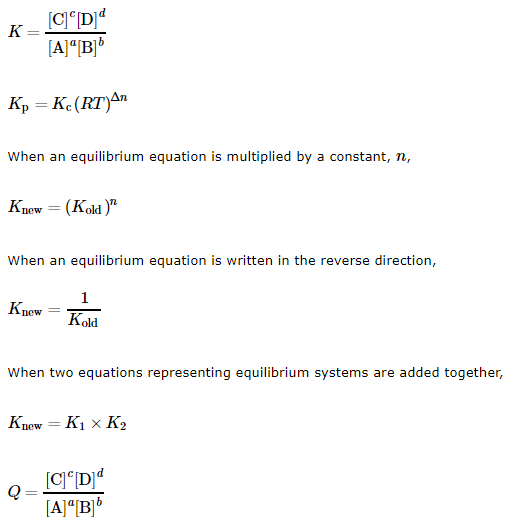 K = [C]^c[D]^d / [A]^a[B]^b
K_p = K_c(RT)^Δn
When an equilibrium equation is multiplied by a constant, n,
K_new = (K_old)^n
When an equilibrium equation is written in the reverse direction,
K_new = 1 / K_old
When two equations representing equilibrium systems are added together,
K_new = K_1 × K_2
Q = [C]^c[D]^d / [A]^a[B]^b